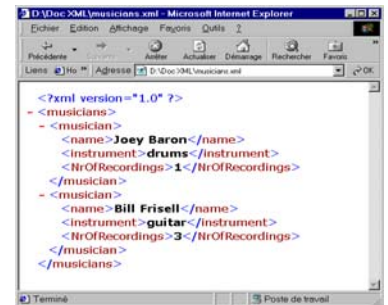 D:\Doc XML\musicians.xml - Microsoft Internet Explorer
Fichier Edition Affichage Favoris Outils ?
Précédente Arrêter Actualiser Démarrage Rechercher Favoris
Liens Ho Adresse D:\Doc XML\musicians.xml OK
<?xml version="1.0" ?>
- <musicians>
- <musician>
<name>Joey Baron</name>
<instrument>drums</instrument>
<NrOfRecordings>1</NrOfRecordings>
</musician>
- <musician>
<name>Bill Frisell</name>
<instrument>guitar</instrument>
<NrOfRecordings>3</NrOfRecordings>
</musician>
</musicians>
Terminé Poste de travail